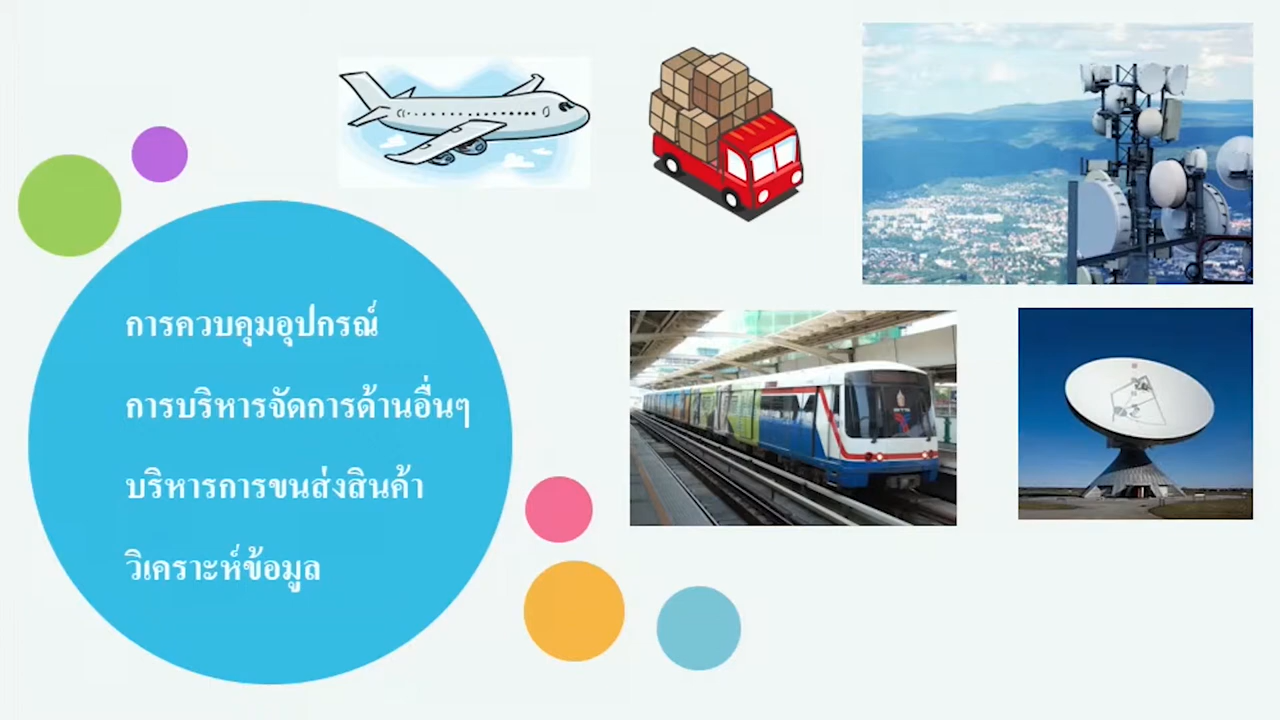 การควบคุมอุปกรณ์
การบริหารจัดการด้านอื่นๆ
บริหารการขนส่งสินค้า
วิเคราะห์ข้อมูล